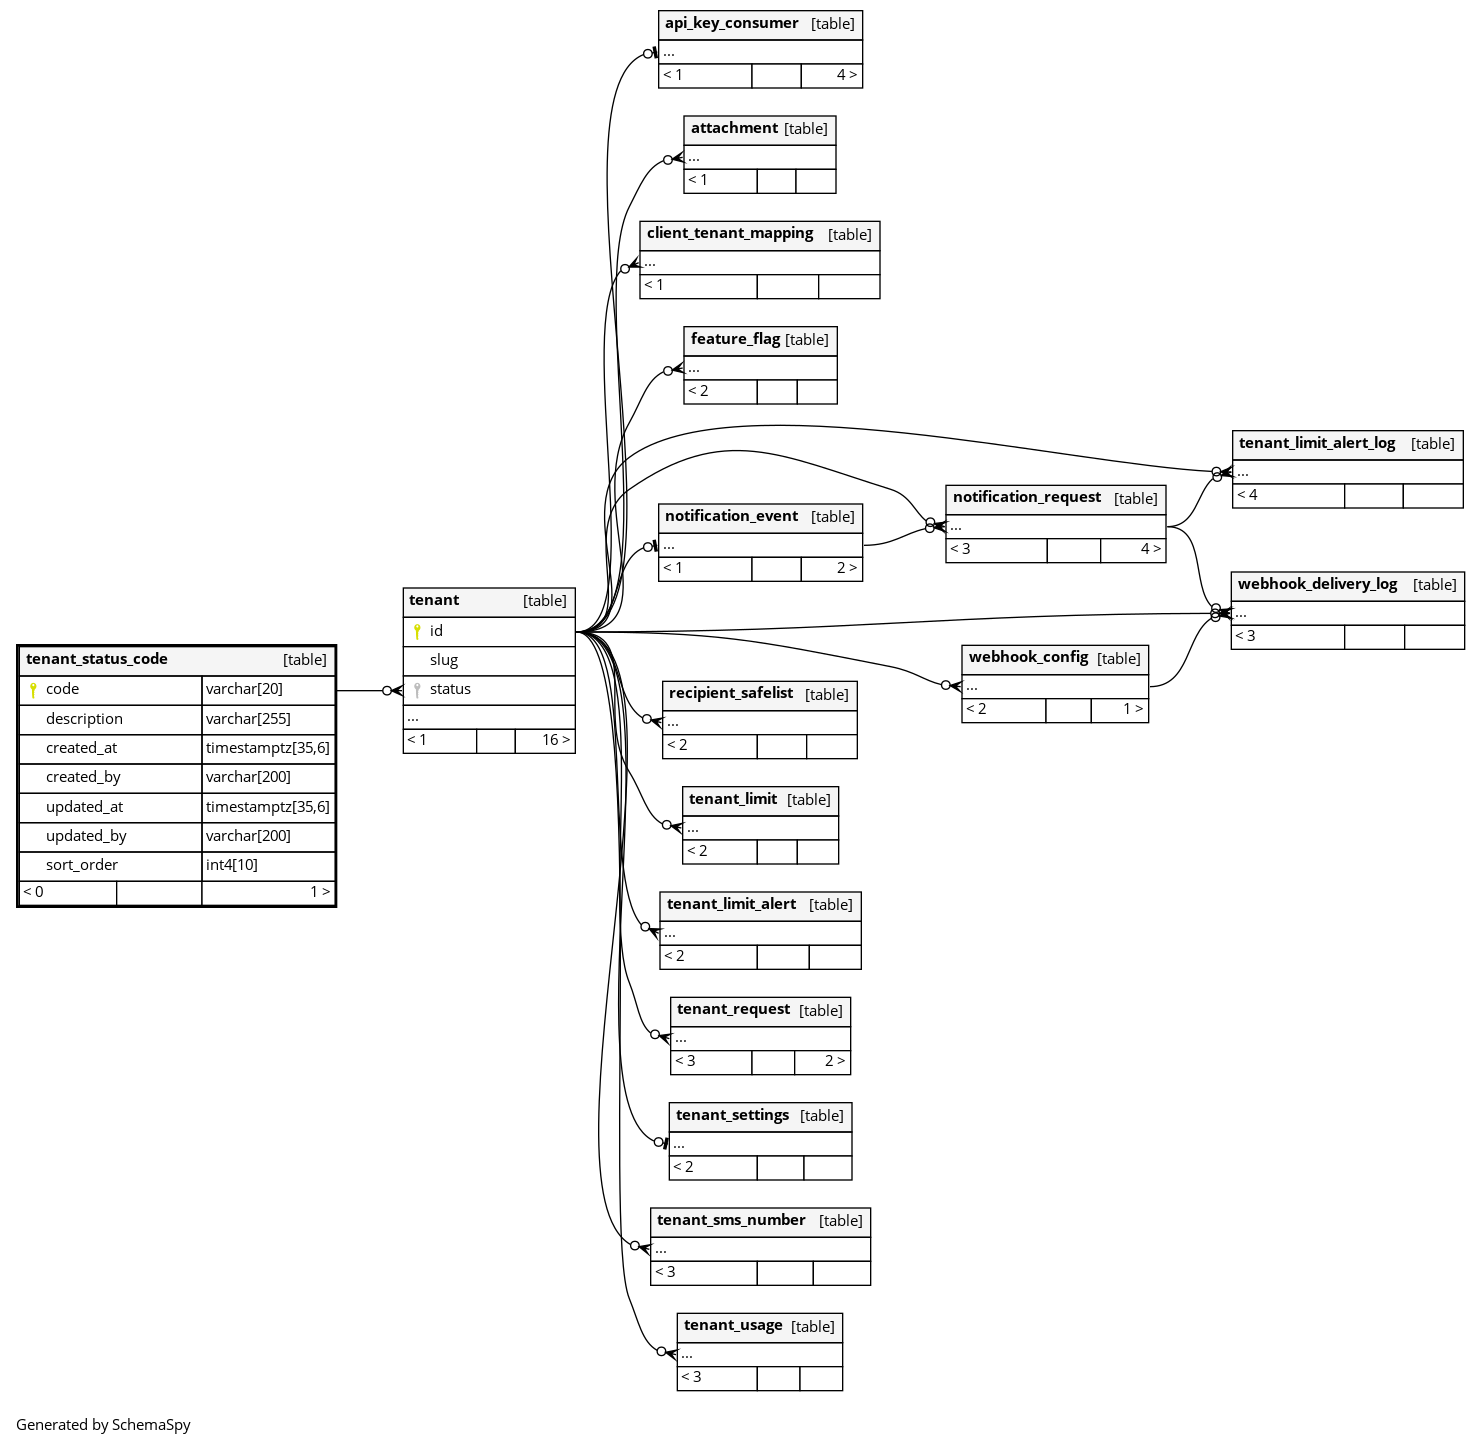 api_key_consumer [table]
...
< 1 4 >
attachment [table]
...
< 1
client_tenant_mapping [table]
...
< 1
feature_flag [table]
...
< 2
tenant_limit_alert_log [table]
...
< 4
notification_request [table]
...
< 3 4 >
notification_event [table]
...
< 1 2 >
webhook_delivery_log [table]
...
< 3
tenant [table]
id
slug
status
...
< 1 16 >
tenant_status_code [table]
code varchar[20]
description varchar[255]
created_at timestamptz[35,6]
created_by varchar[200]
updated_at timestamptz[35,6]
updated_by varchar[200]
sort_order int4[10]
< 0 1 >
webhook_config [table]
...
< 2 1 >
recipient_safelist [table]
...
< 2
tenant_limit [table]
...
< 2
tenant_limit_alert [table]
...
< 2
tenant_request [table]
...
< 3 2 >
tenant_settings [table]
...
< 2
tenant_sms_number [table]
...
< 3
tenant_usage [table]
...
< 3
Generated by SchemaSpy